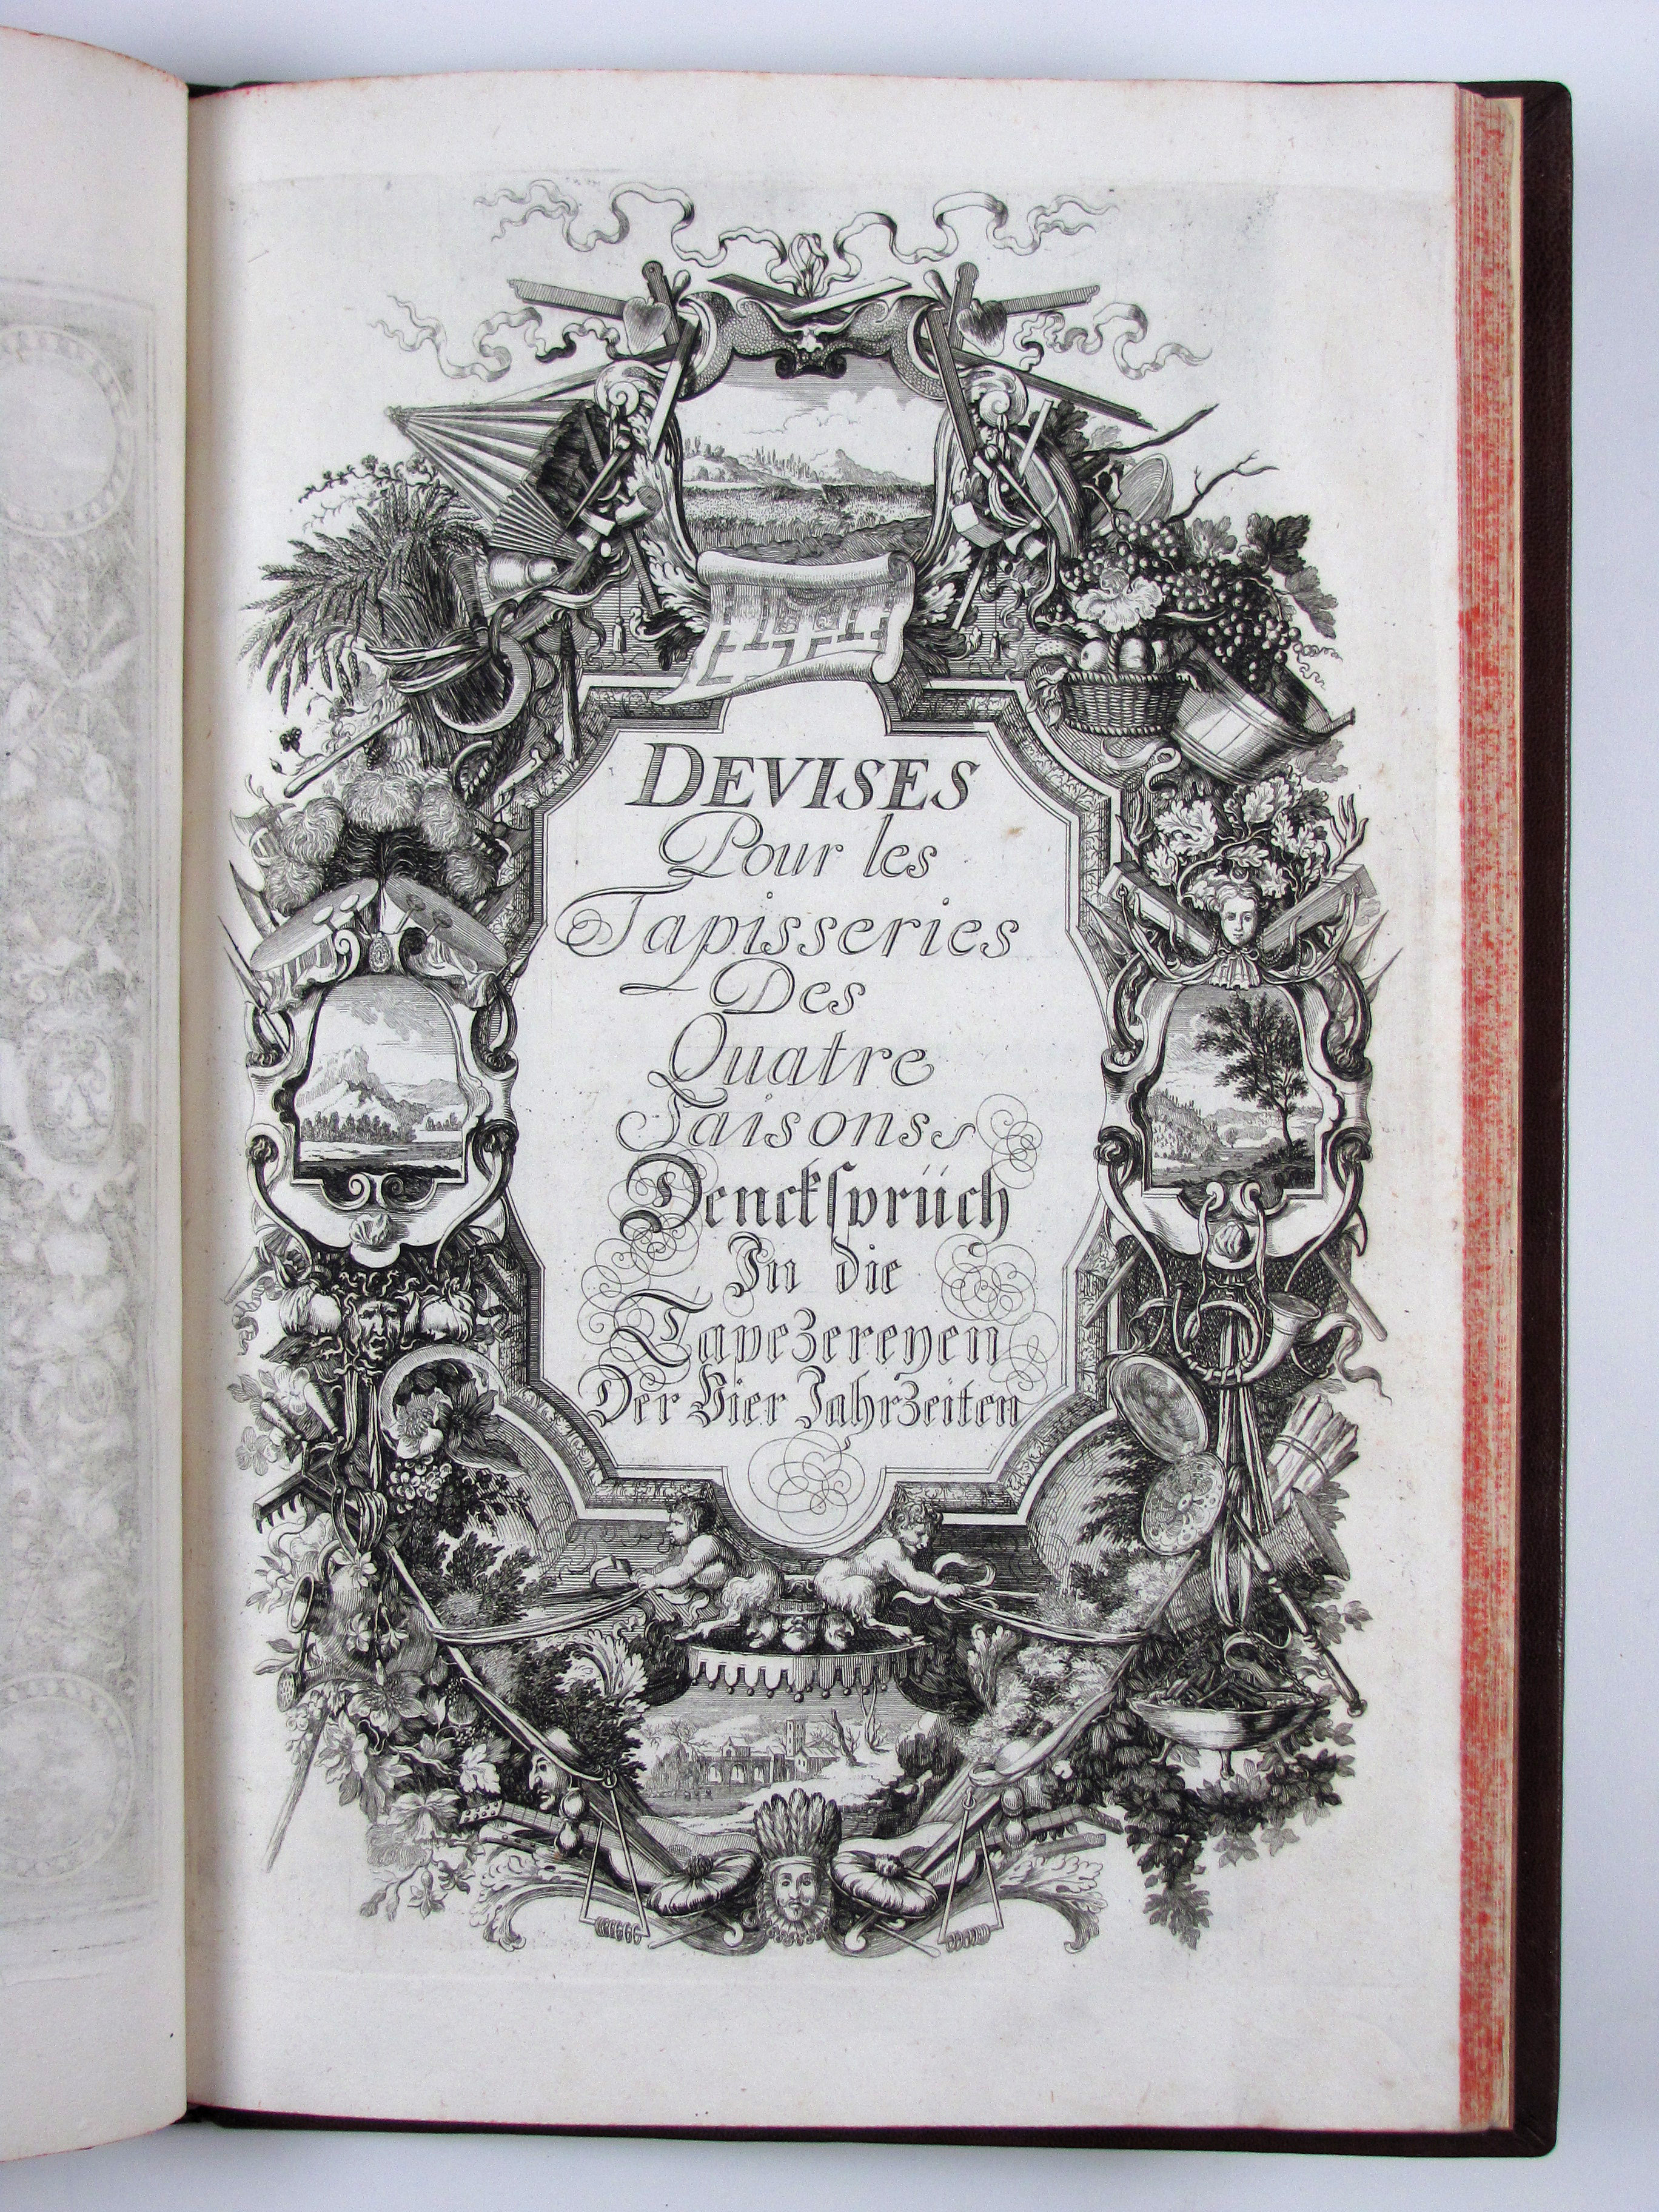 DEVISES
Pour les
Tapisseries
Des
Quatre
Saisons
Denckſprüch
In die
Tapezereyen
Der Vier Jahrzeiten